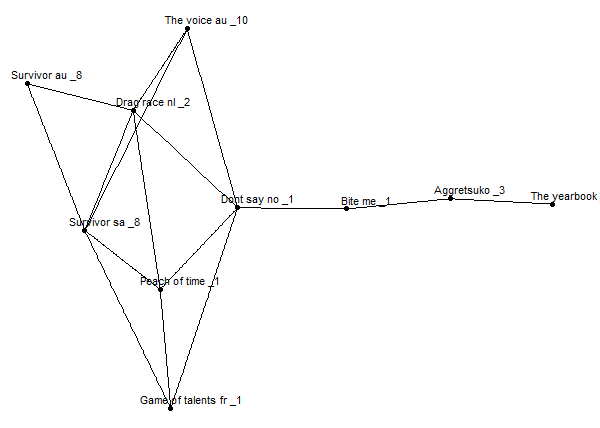 The voice au _10
Survivor au _8
Drag race nl _2
Aggretsuko _3
The yearbook
Dont say no _1
Bite me _1
Survivor sa _8
Peach of time _1
Game of talents fr _1